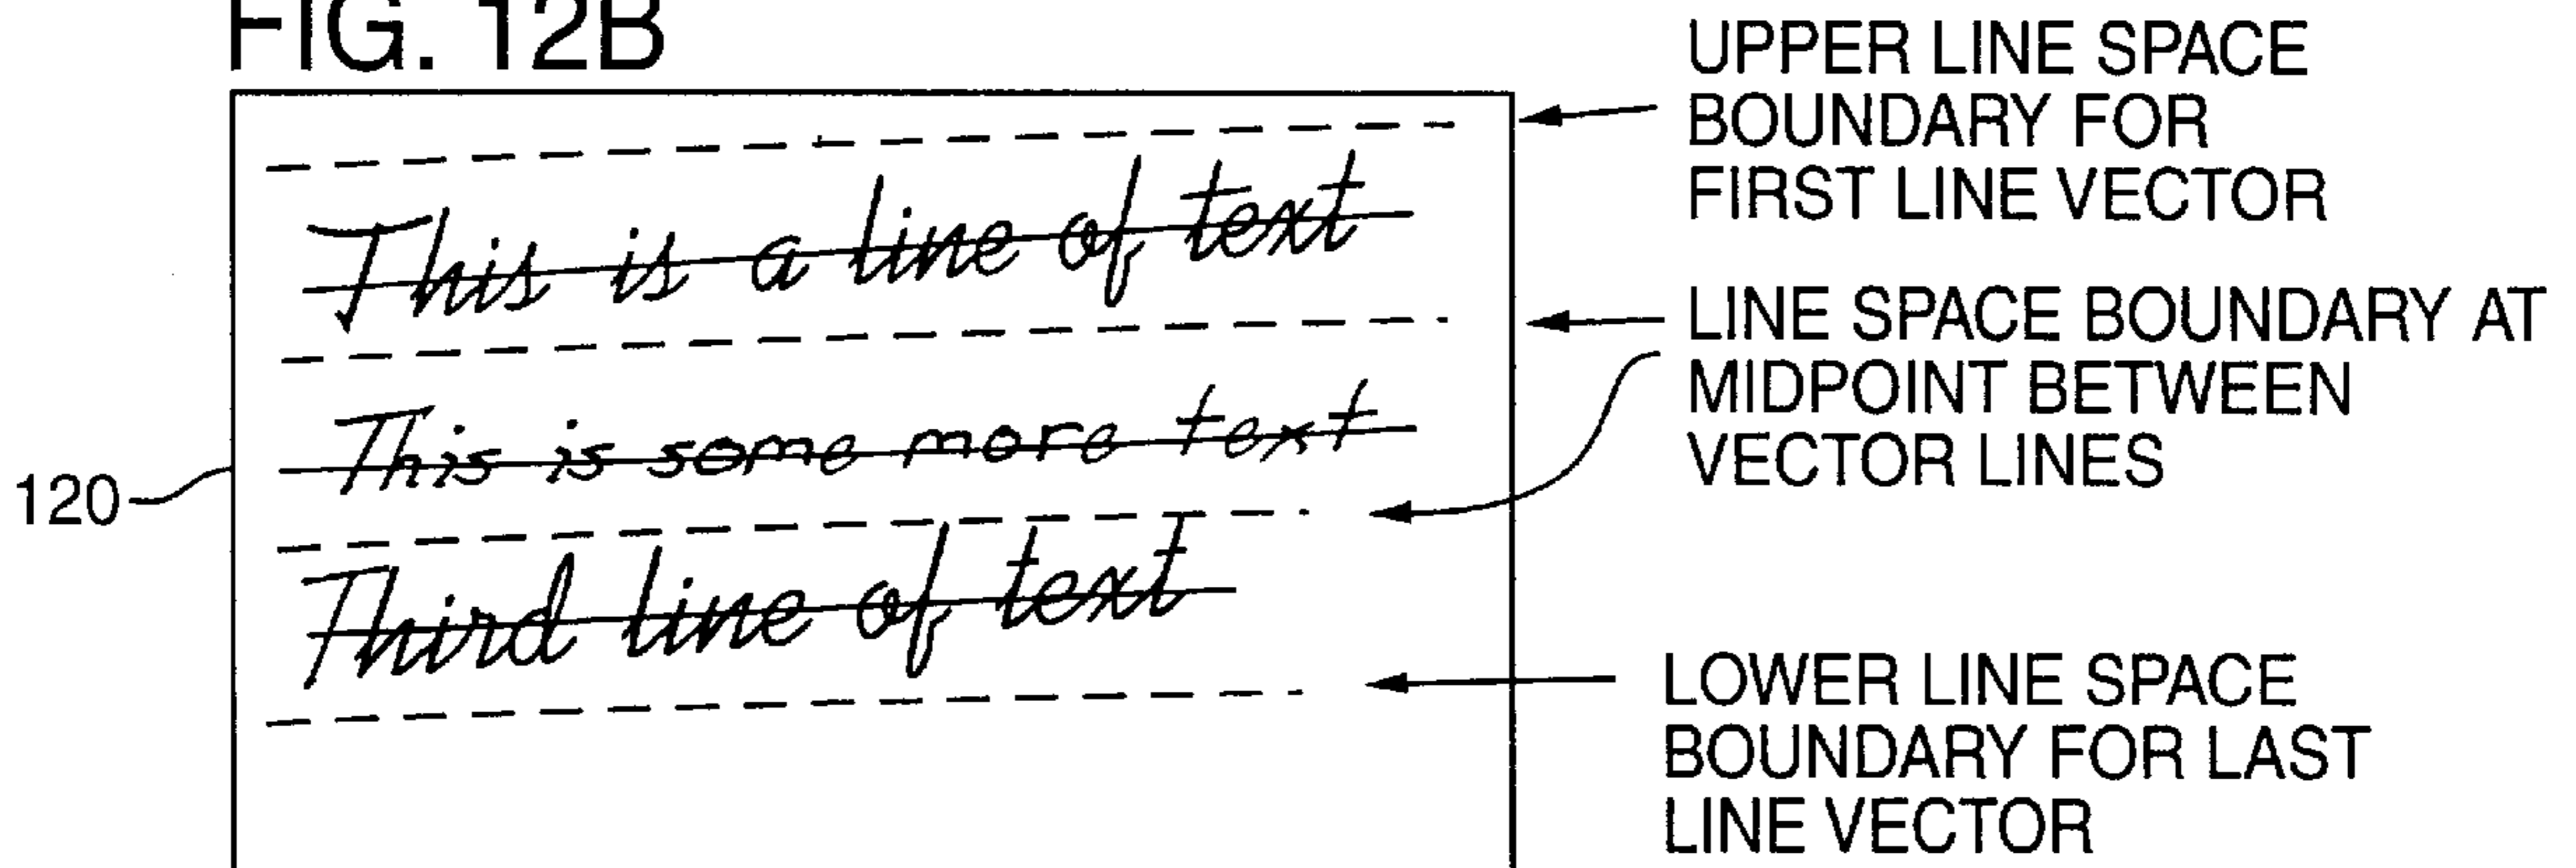 FIG. 12B
UPPER LINE SPACE
BOUNDARY FOR
FIRST LINE VECTOR
This is a line of text
LINE SPACE BOUNDARY AT
MIDPOINT BETWEEN
VECTOR LINES
This is some more text
120
Third line of text
LOWER LINE SPACE
BOUNDARY FOR LAST
LINE VECTOR